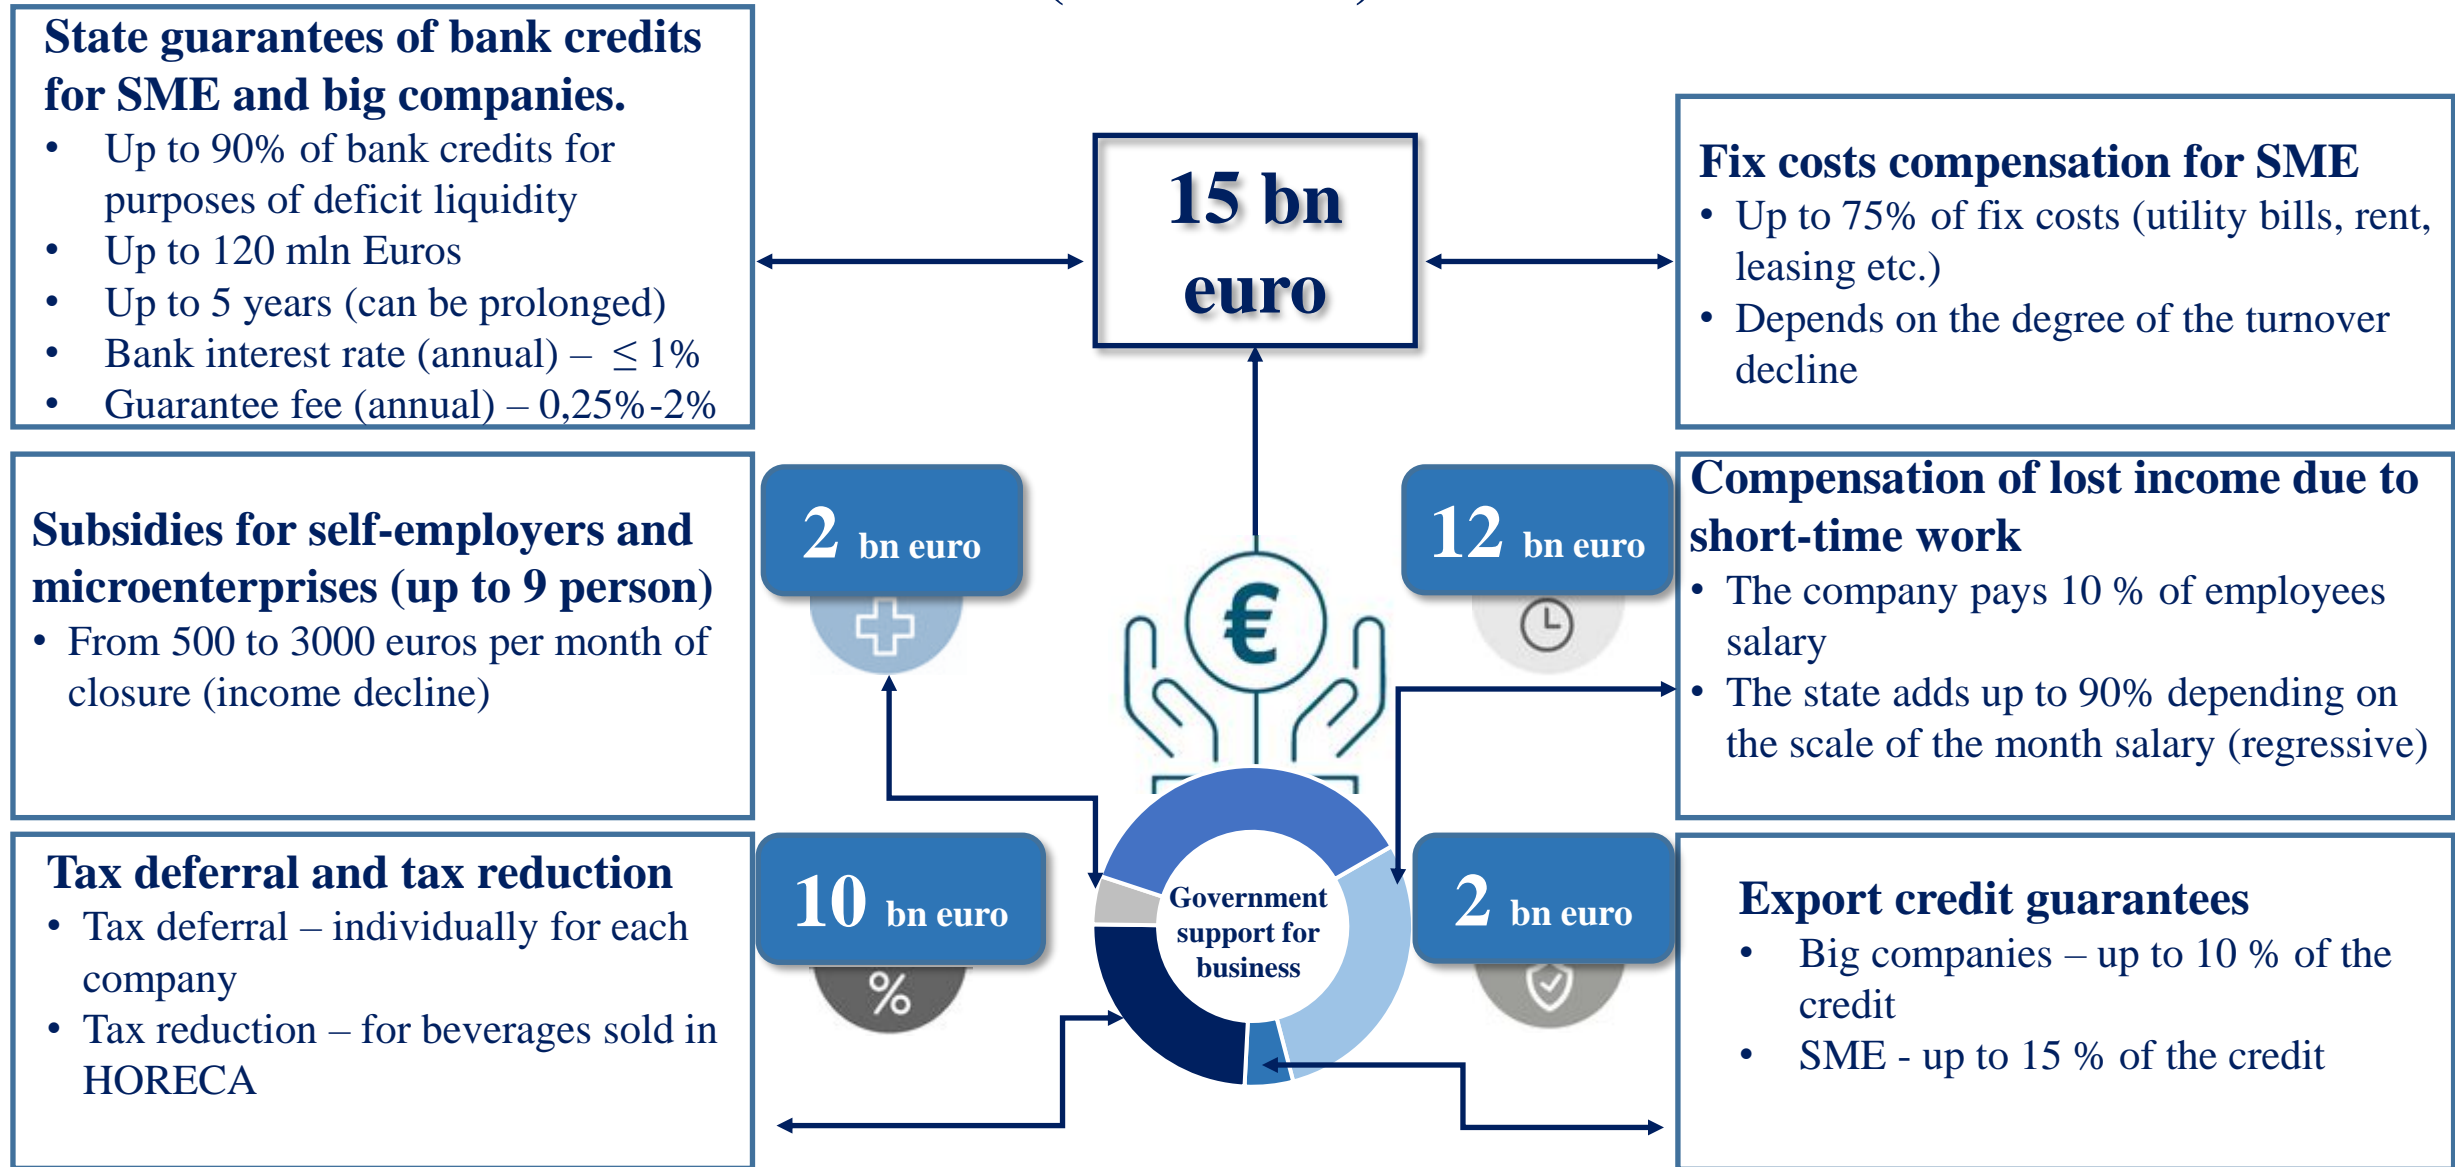 State guarantees of bank credits
for SME and big companies.
• Up to 90% of bank credits for
purposes of deficit liquidity
• Up to 120 mln Euros
• Up to 5 years (can be prolonged)
• Bank interest rate (annual) – ≤ 1%
• Guarantee fee (annual) – 0,25%-2%
15 bn
euro
Fix costs compensation for SME
• Up to 75% of fix costs (utility bills, rent,
leasing etc.)
• Depends on the degree of the turnover
decline
Subsidies for self-employers and
microenterprises (up to 9 person)
• From 500 to 3000 euros per month of
closure (income decline)
2 bn euro
€
12 bn euro
Compensation of lost income due to
short-time work
• The company pays 10 % of employees
salary
• The state adds up to 90% depending on
the scale of the month salary (regressive)
Tax deferral and tax reduction
• Tax deferral – individually for each
company
• Tax reduction – for beverages sold in
HORECA
10 bn euro
%
Government
support for
business
2 bn euro
Export credit guarantees
• Big companies – up to 10 % of the
credit
• SME - up to 15 % of the credit